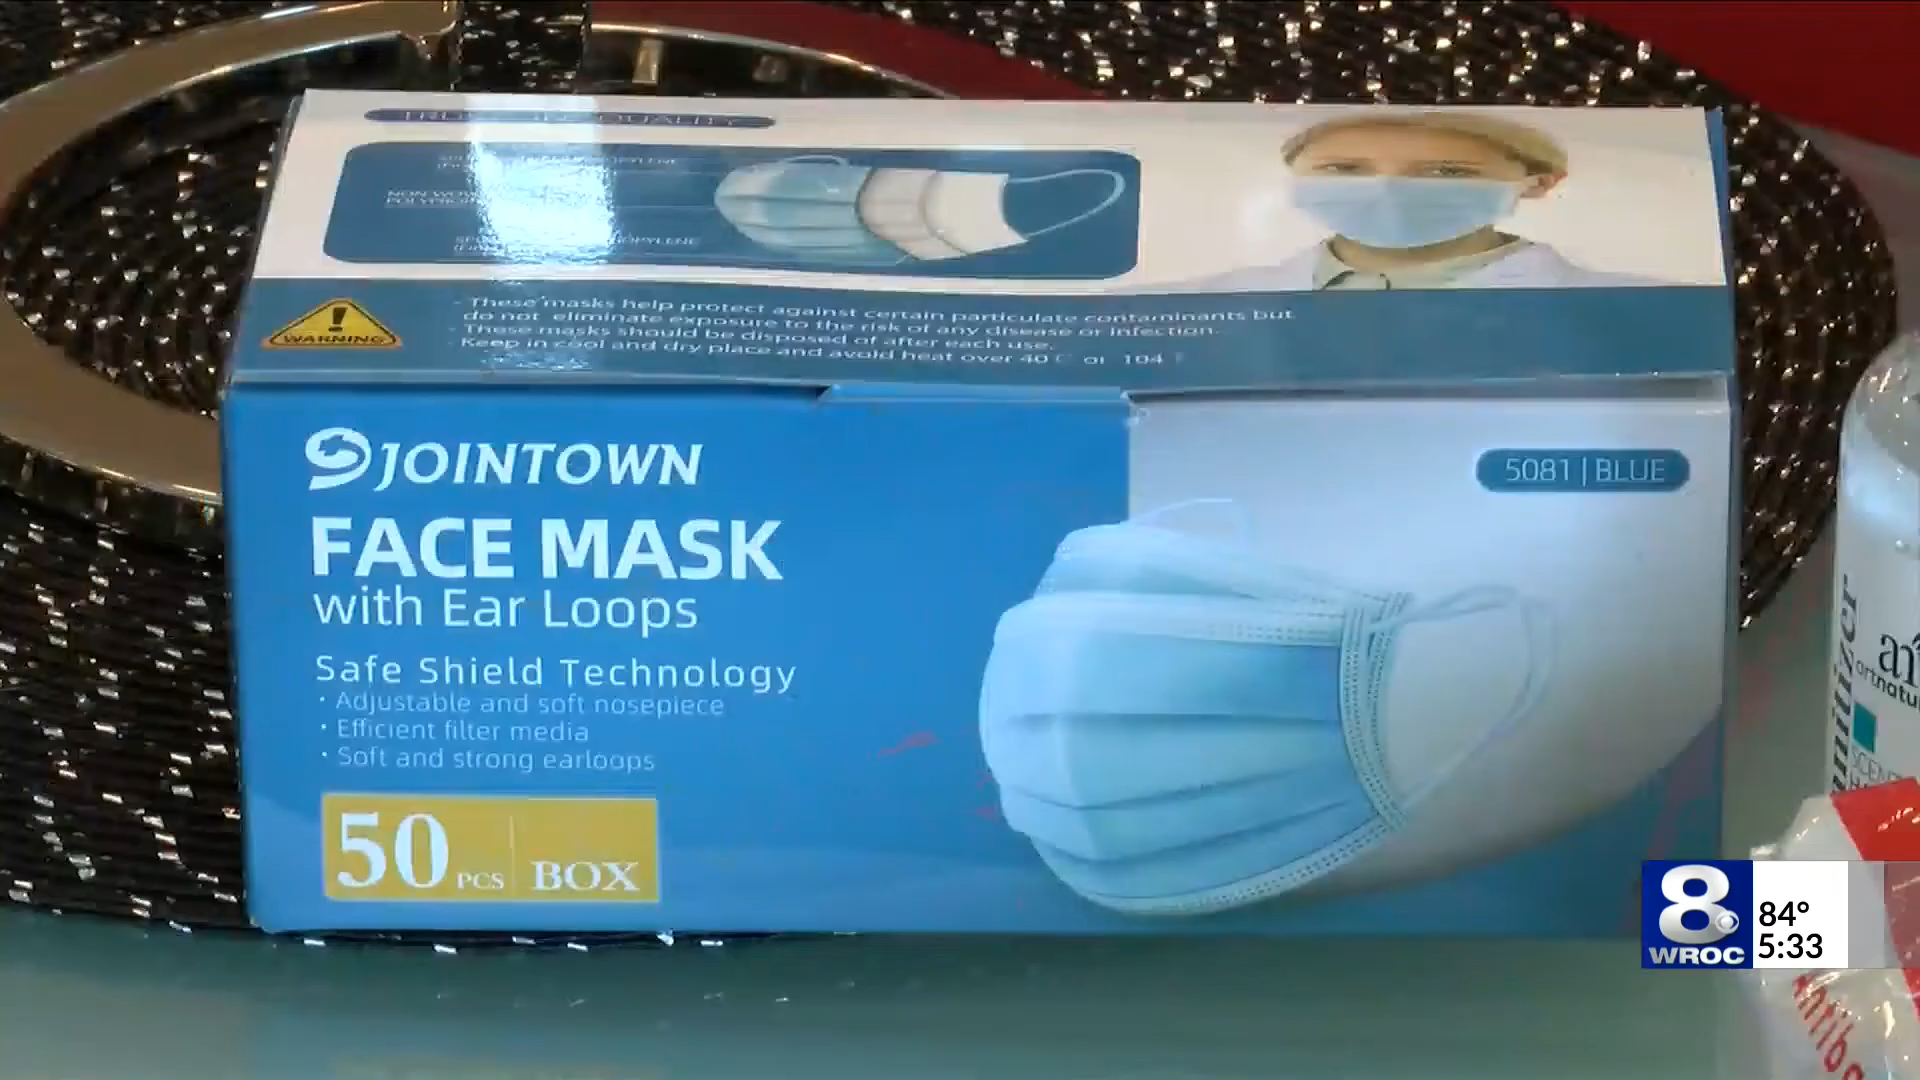 QUALITY
These masks help protect against certain particulate contaminants but
do not eliminate exposure to the risk of any disease or infection.
- These masks should be disposed of after each use.
- Keep in cool and dry place and avoid heat over 40 C or 104 F
WARNING
JOINTOWN
5081 | BLUE
FACE MASK
with Ear Loops
Safe Shield Technology
· Adjustable and soft nosepiece
· Efficient filter media
· Soft and strong earloops
50 PCS BOX
8
WROC
84°
5:33